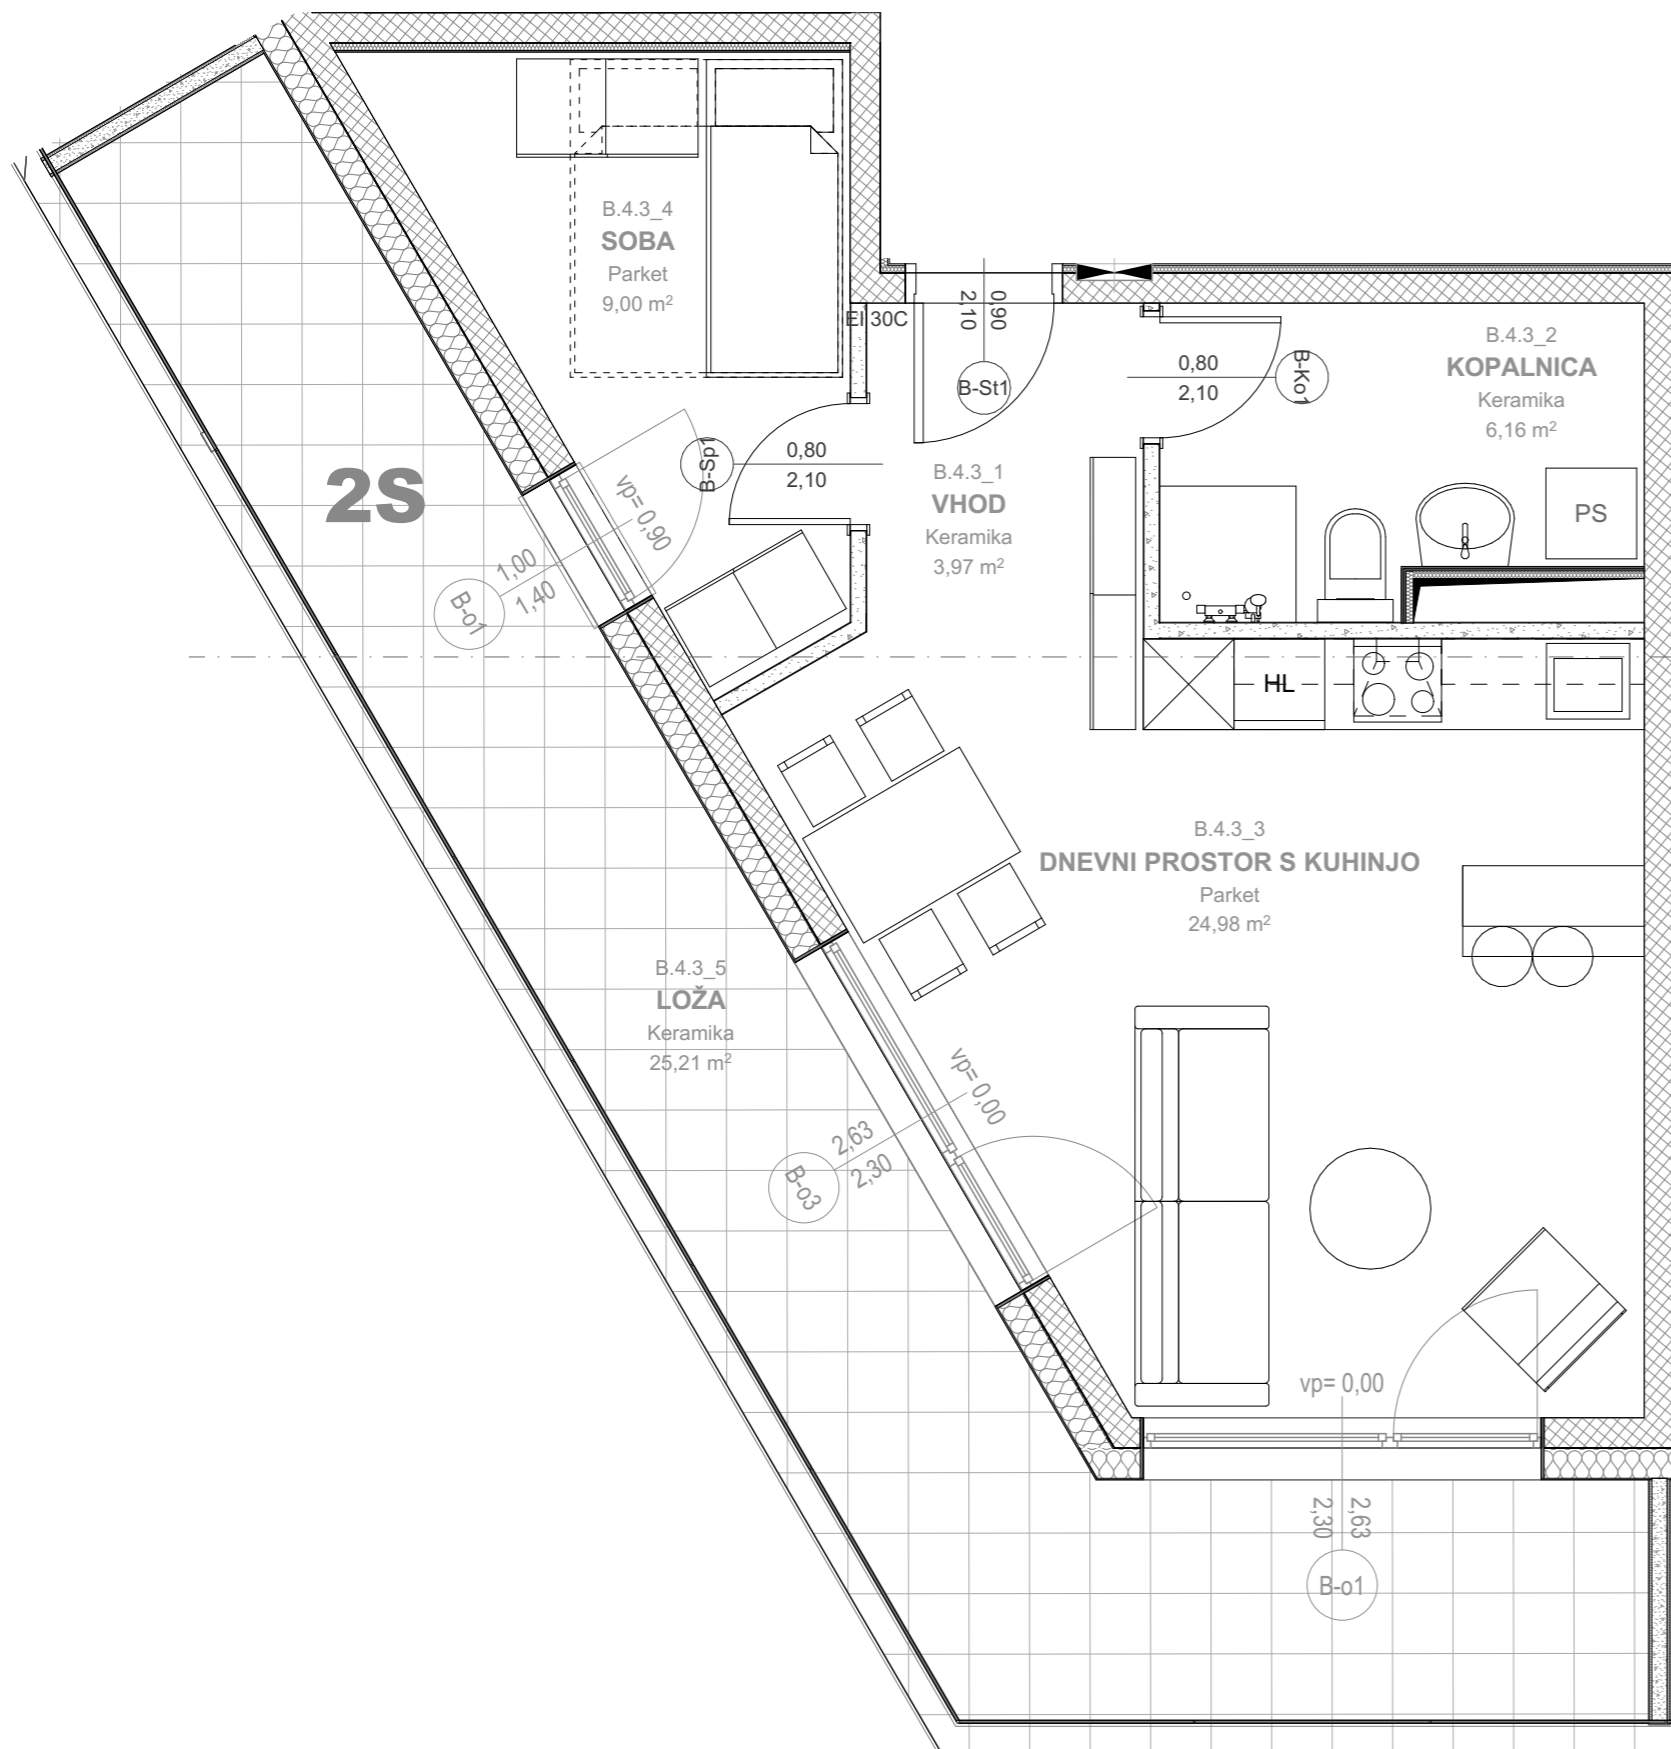 B.4.3_4
SOBA
Parket
9,00 m²
EI 30C
0,90
2,10
B-St1
0,80
2,10
B-Ko1
B.4.3_2
KOPALNICA
Keramika
6,16 m²
PS
B-Sp1
0,80
2,10
B.4.3_1
VHOD
Keramika
3,97 m²
2S
vp= 0,90
1,00
1,40
B-o7
HL
B.4.3_3
DNEVNI PROSTOR S KUHINJO
Parket
24,98 m²
B.4.3_5
LOŽA
Keramika
25,21 m²
vp= 0,00
2,63
2,30
B-o3
vp= 0,00
2,63
2,30
B-o1